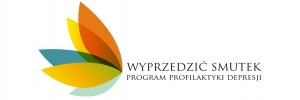 WYPRZEDZIĆ SMUTEK
PROGRAM PROFILAKTYKI DEPRESJI